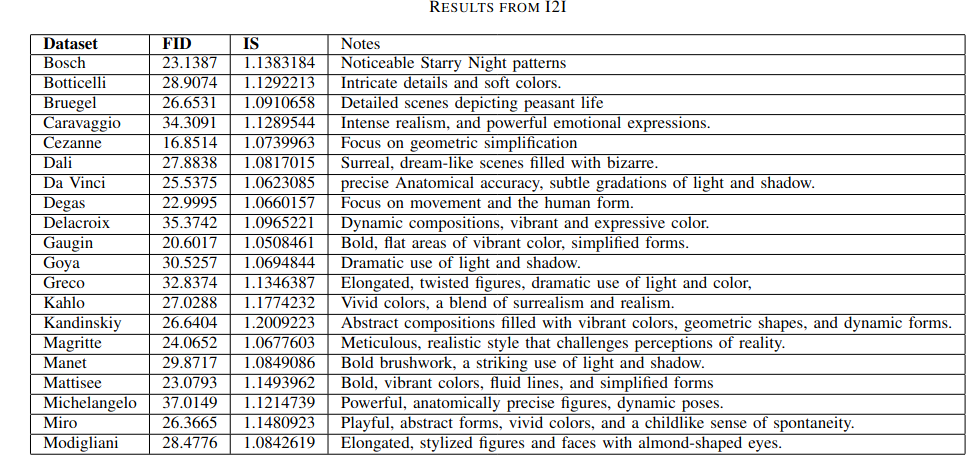 RESULTS FROM I2I
Dataset FID IS Notes
Bosch 23.1387 1.1383184 Noticeable Starry Night patterns
Botticelli 28.9074 1.1292213 Intricate details and soft colors.
Bruegel 26.6531 1.0910658 Detailed scenes depicting peasant life
Caravaggio 34.3091 1.1289544 Intense realism, and powerful emotional expressions.
Cezanne 16.8514 1.0739963 Focus on geometric simplification
Dali 27.8838 1.0817015 Surreal, dream-like scenes filled with bizarre.
Da Vinci 25.5375 1.0623085 precise Anatomical accuracy, subtle gradations of light and shadow.
Degas 22.9995 1.0660157 Focus on movement and the human form.
Delacroix 35.3742 1.0965221 Dynamic compositions, vibrant and expressive color.
Gaugin 20.6017 1.0508461 Bold, flat areas of vibrant color, simplified forms.
Goya 30.5257 1.0694844 Dramatic use of light and shadow.
Greco 32.8374 1.1346387 Elongated, twisted figures, dramatic use of light and color,
Kahlo 27.0288 1.1774232 Vivid colors, a blend of surrealism and realism.
Kandinskiy 26.6404 1.2009223 Abstract compositions filled with vibrant colors, geometric shapes, and dynamic forms.
Magritte 24.0652 1.0677603 Meticulous, realistic style that challenges perceptions of reality.
Manet 29.8717 1.0849086 Bold brushwork, a striking use of light and shadow.
Mattisee 23.0793 1.1493962 Bold, vibrant colors, fluid lines, and simplified forms
Michelangelo 37.0149 1.1214739 Powerful, anatomically precise figures, dynamic poses.
Miro 26.3665 1.1480923 Playful, abstract forms, vivid colors, and a childlike sense of spontaneity.
Modigliani 28.4776 1.0842619 Elongated, stylized figures and faces with almond-shaped eyes.